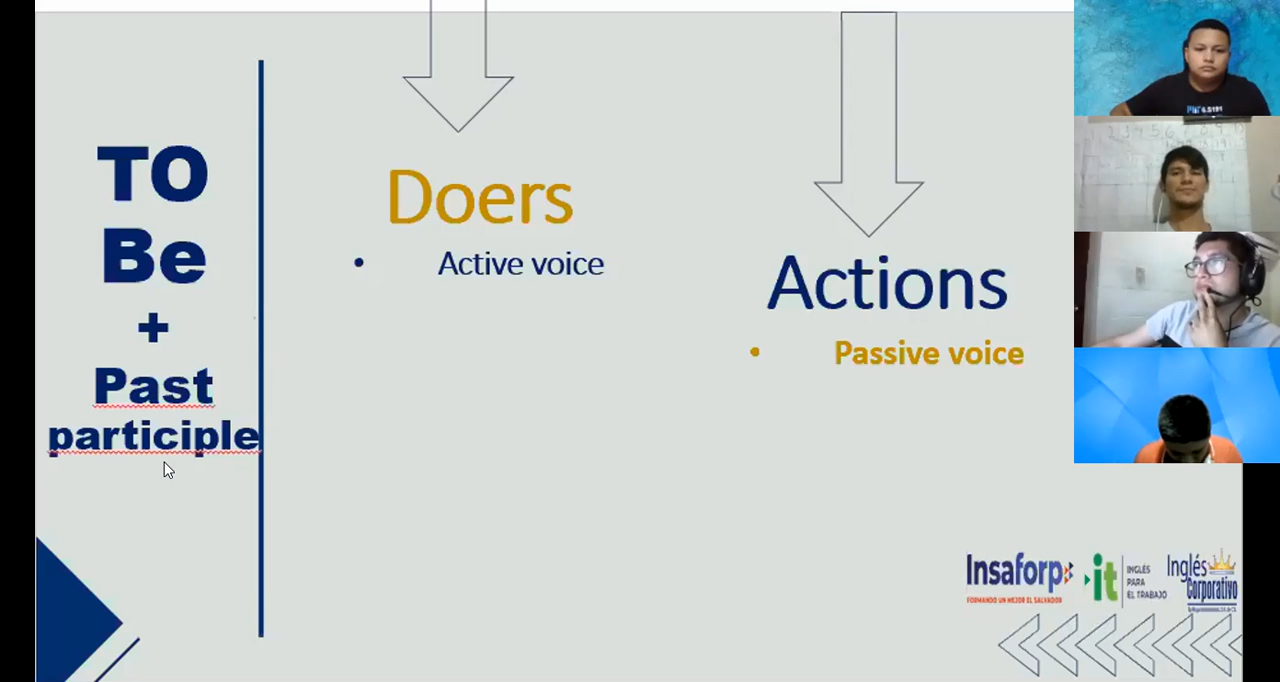 TO
Be
+
Past
participle
Doers
• Active voice
Actions
• Passive voice
Insaforp
FORMANDO UN MEJOR EL SALVADOR
it
INGLÉS
PARA
EL TRABAJO
Inglés
Corporativo